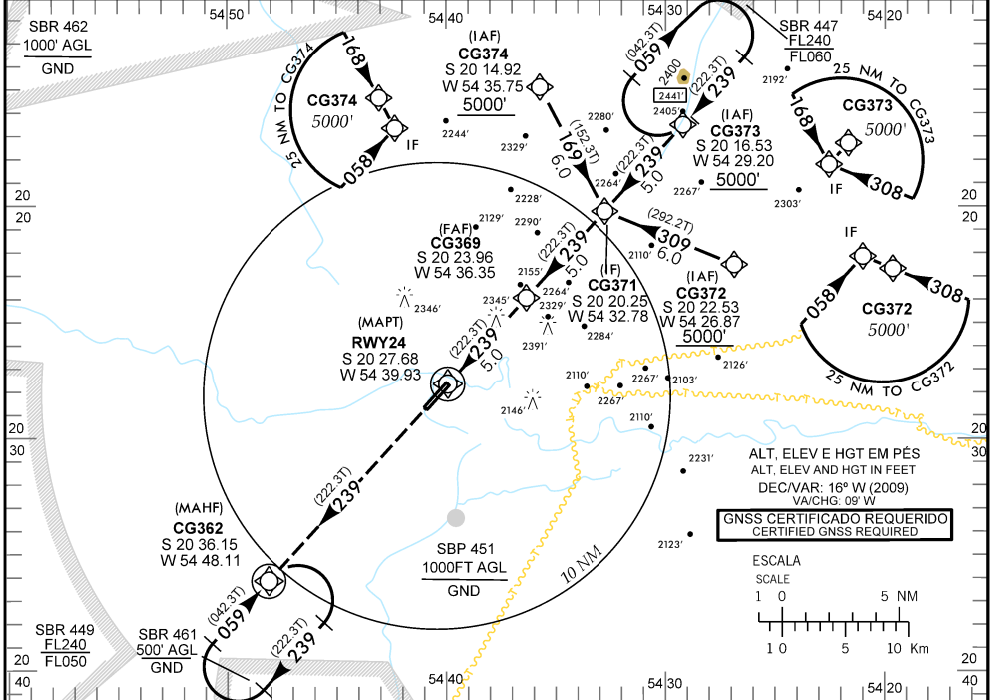 54 50
54 40
54 30
54 20
SBR 462
1000' AGL
GND
25 NM TO CG374
168
CG374
5000'
058
IF
(IAF)
CG374
S 20 14.92
W 54 35.75
5000'
2244'
2329'
2280'
(152.3T)
169
6.0
(042.3T)
059
2400
2441'
2405'
(222.3T)
239
SBR 447
FL240
FL060
2192'
(IAF)
CG373
S 20 16.53
W 54 29.20
5000'
25 NM TO CG373
168
CG373
5000'
IF
308
(222.3T)
239
5.0
2264'
2267'
2303'
20
20
20
20
2228'
2129'
2290'
(292.2T)
309
6.0
2110'
(FAF)
CG369
S 20 23.96
W 54 36.35
(222.3T)
239
5.0
2155'
2264'
2345'
2329'
2346'
2391'
2284'
(IF)
CG371
S 20 20.25
W 54 32.78
(IAF)
CG372
S 20 22.53
W 54 26.87
5000'
IF
058
308
CG372
5000'
25 NM TO CG372
(MAPT)
RWY24
S 20 27.68
W 54 39.93
(222.3T)
239
5.0
2146'
2110'
2267'
2267'
2103'
2126'
2110'
20
30
20
30
2231'
2123'
ALT, ELEV E HGT EM PÉS
ALT, ELEV AND HGT IN FEET
DEC/VAR: 16º W (2009)
VA/CHG: 09' W
GNSS CERTIFICADO REQUERIDO
CERTIFIED GNSS REQUIRED
(222.3T)
239
(MAHF)
CG362
S 20 36.15
W 54 48.11
SBP 451
1000FT AGL
GND
10 NM
ESCALA
SCALE
1 0 5 NM
1 0 5 10 Km
(042.3T)
059
(222.3T)
239
SBR 449
FL240
FL050
SBR 461
500' AGL
GND
20
40
54 40
54 30
54 20
20
40